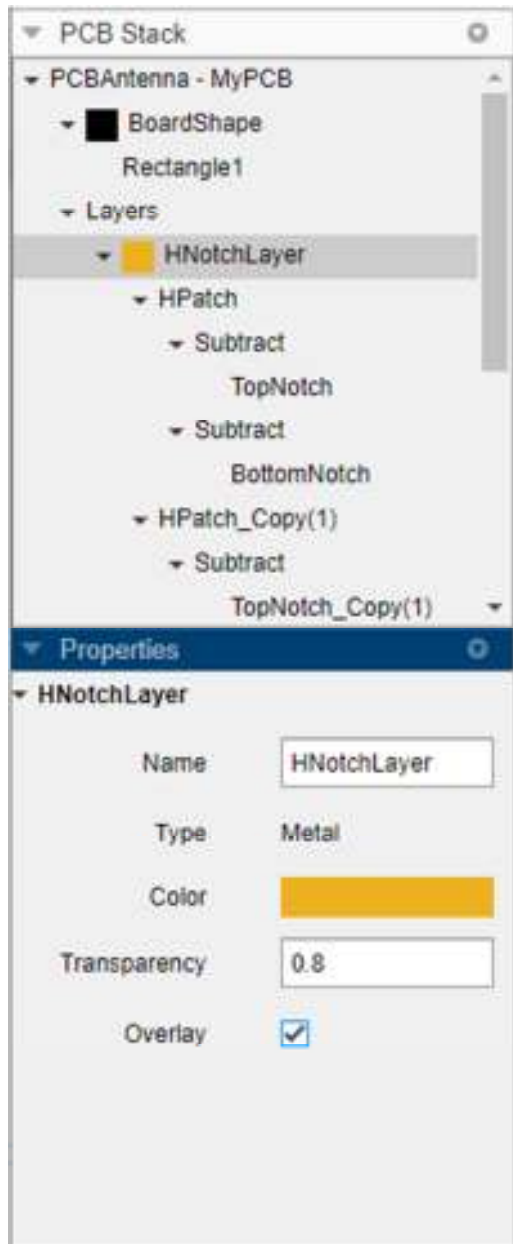 PCB Stack
PCBAntenna - MyPCB
BoardShape
Rectangle1
Layers
HNotchLayer
HPatch
Subtract
TopNotch
Subtract
BottomNotch
HPatch_Copy(1)
Subtract
TopNotch_Copy(1)
Properties
HNotchLayer
Name HNotchLayer
Type Metal
Color
Transparency 0.8
Overlay